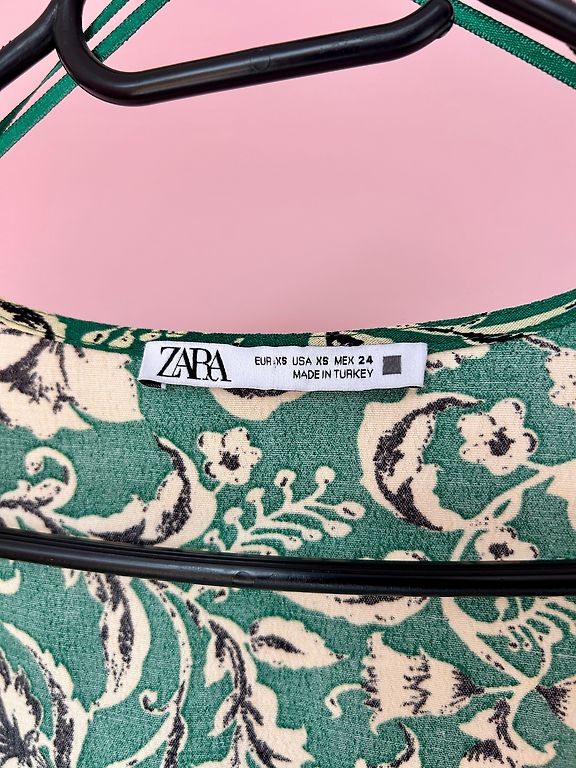 ZARA
EUR XS USA XS MEX 24
MADE IN TURKEY